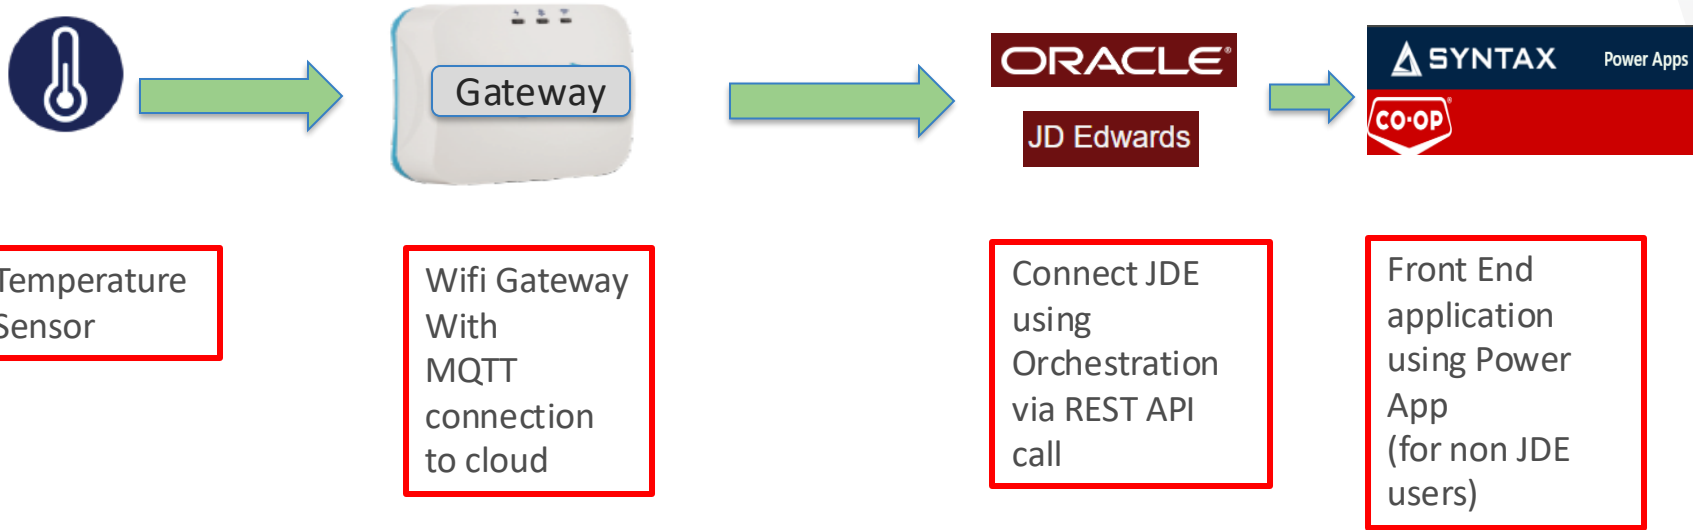 Gateway
ORACLE
JD Edwards
SYNTAX Power Apps
CO·OP
Temperature
Sensor
Wifi Gateway
With
MQTT
connection
to cloud
Connect JDE
using
Orchestration
via REST API
call
Front End
application
using Power
App
(for non JDE
users)